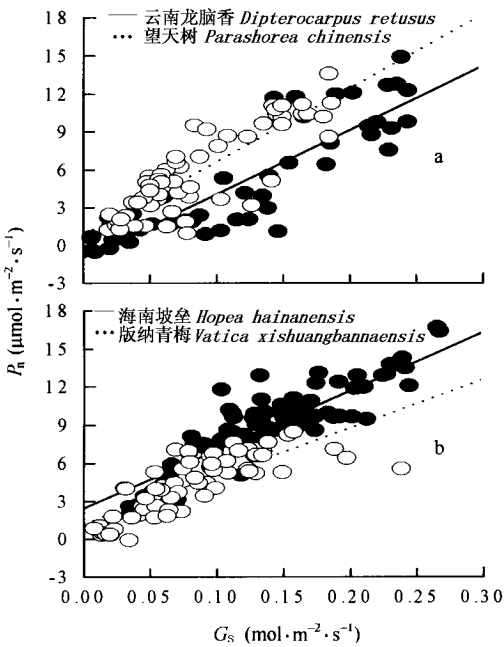 18
15
12
9
6
3
0
-3
云南龙脑香 Dipterocarpus retusus
望天树 Parashorea chinensis
a
Pn (μmol·m-2·s-1)
18
15
12
9
6
3
0
-3
海南坡垒 Hopea hainanensis
版纳青梅 Vatica xishuangbannaensis
b
0.00 0.05 0.10 0.15 0.20 0.25 0.30
GS (mol·m-2·s-1)